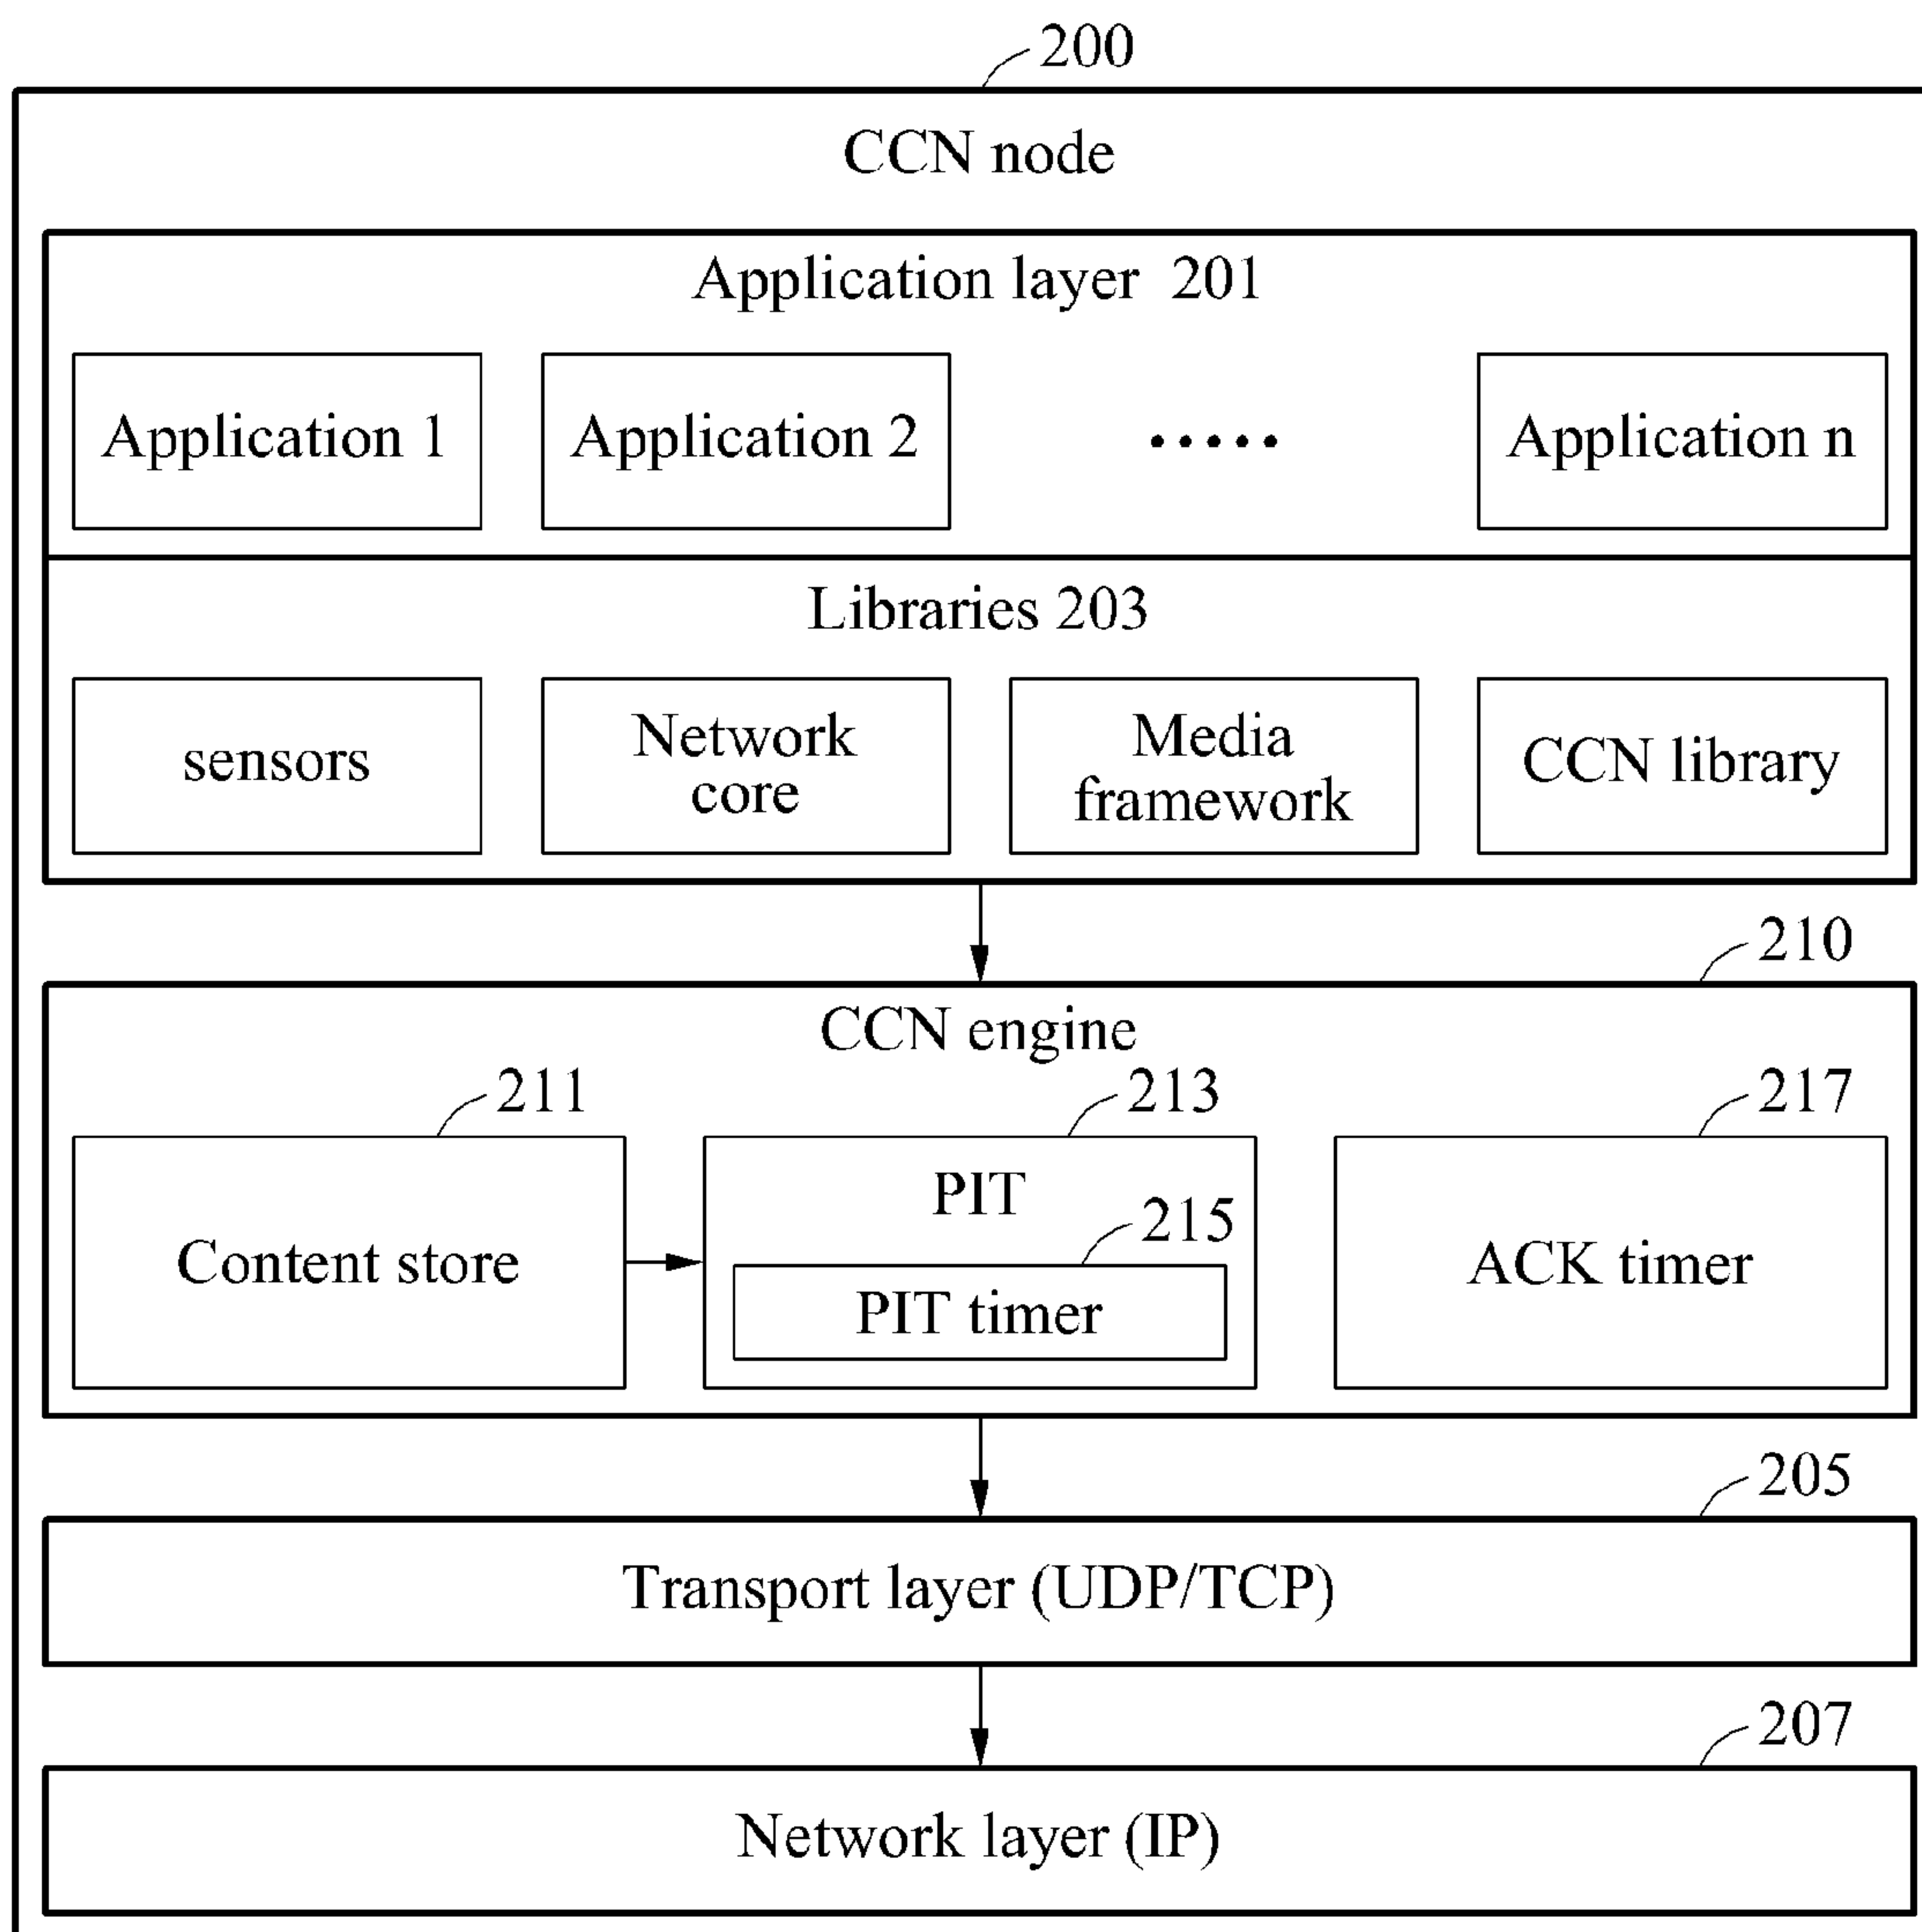 200
CCN node
Application layer 201
Application 1
Application 2
.....
Application n
Libraries 203
sensors
Network
core
Media
framework
CCN library
210
CCN engine
211
213
217
Content store
PIT
215
PIT timer
ACK timer
205
Transport layer (UDP/TCP)
207
Network layer (IP)